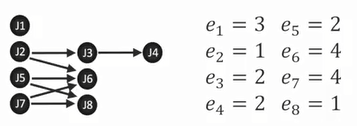 J1
J2 J3 J4
J5 J6
J7 J8
e₁ = 3 e₅ = 2
e₂ = 1 e₆ = 4
e₃ = 2 e₇ = 4
e₄ = 2 e₈ = 1